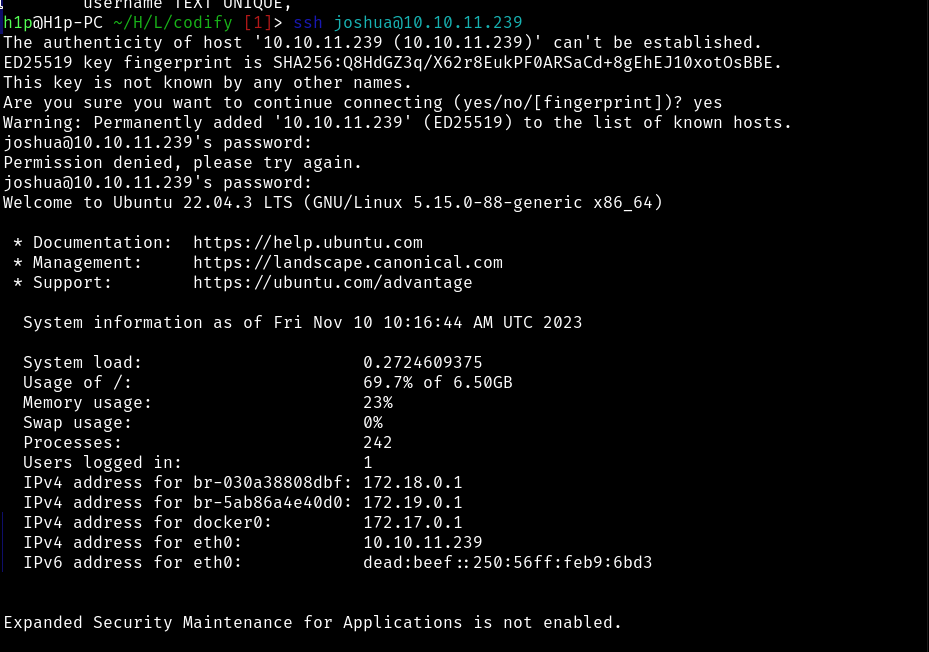 username TEXT UNIQUE,
h1p@H1p-PC ~/H/L/codify [1]> ssh joshua@10.10.11.239
The authenticity of host '10.10.11.239 (10.10.11.239)' can't be established.
ED25519 key fingerprint is SHA256:Q8HdGZ3q/X62r8EukPF0ARSaCd+8gEhEJ10xotOsBBE.
This key is not known by any other names.
Are you sure you want to continue connecting (yes/no/[fingerprint])? yes
Warning: Permanently added '10.10.11.239' (ED25519) to the list of known hosts.
joshua@10.10.11.239's password:
Permission denied, please try again.
joshua@10.10.11.239's password:
Welcome to Ubuntu 22.04.3 LTS (GNU/Linux 5.15.0-88-generic x86_64)
* Documentation:  https://help.ubuntu.com
* Management:     https://landscape.canonical.com
* Support:        https://ubuntu.com/advantage
System information as of Fri Nov 10 10:16:44 AM UTC 2023
System load:                      0.2724609375
Usage of /:                       69.7% of 6.50GB
Memory usage:                     23%
Swap usage:                       0%
Processes:                        242
Users logged in:                  1
IPv4 address for br-030a38808dbf: 172.18.0.1
IPv4 address for br-5ab86a4e40d0: 172.19.0.1
IPv4 address for docker0:         172.17.0.1
IPv4 address for eth0:            10.10.11.239
IPv6 address for eth0:            dead:beef::250:56ff:feb9:6bd3
Expanded Security Maintenance for Applications is not enabled.